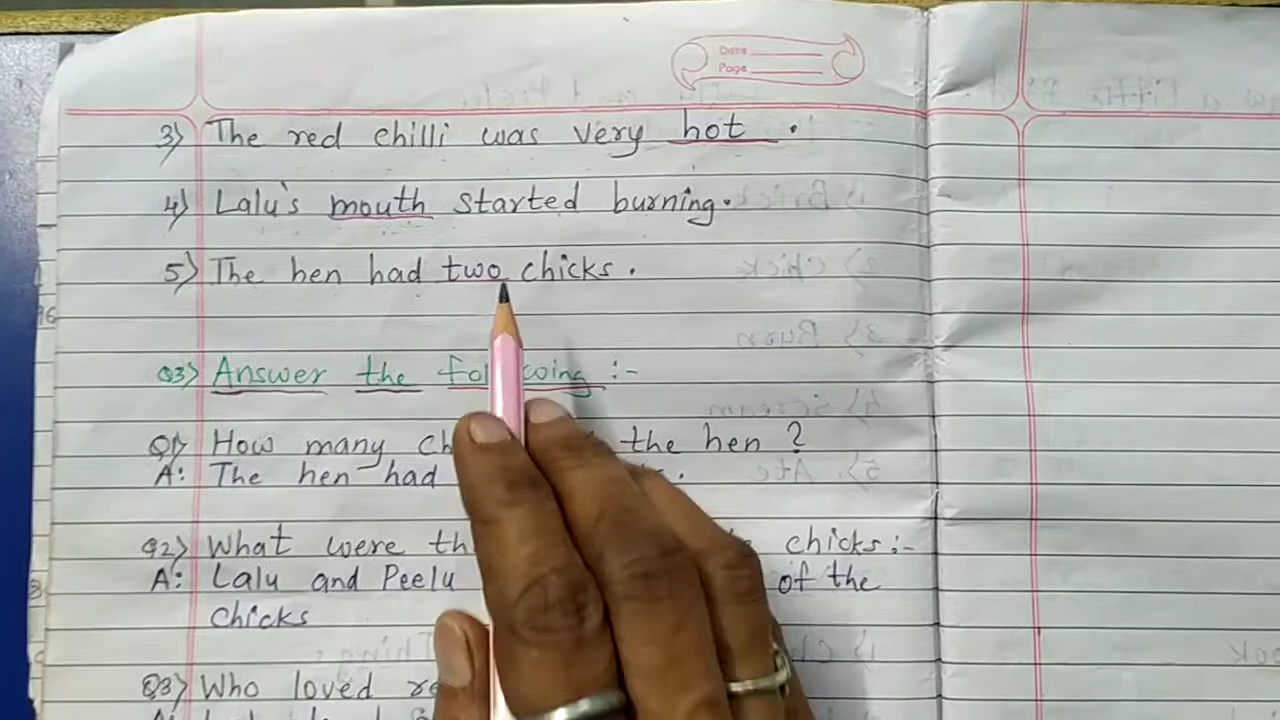 Date
Page
3) The red chilli was very hot .
4) Lalu's mouth started burning.
5) The hen had two chicks .
Q3) Answer the following :-
Q1) How many the hen ?
A: The hen had
Q2) What were chicks :-
A: Lalu and Peelu of the
chicks
Q3) Who loved